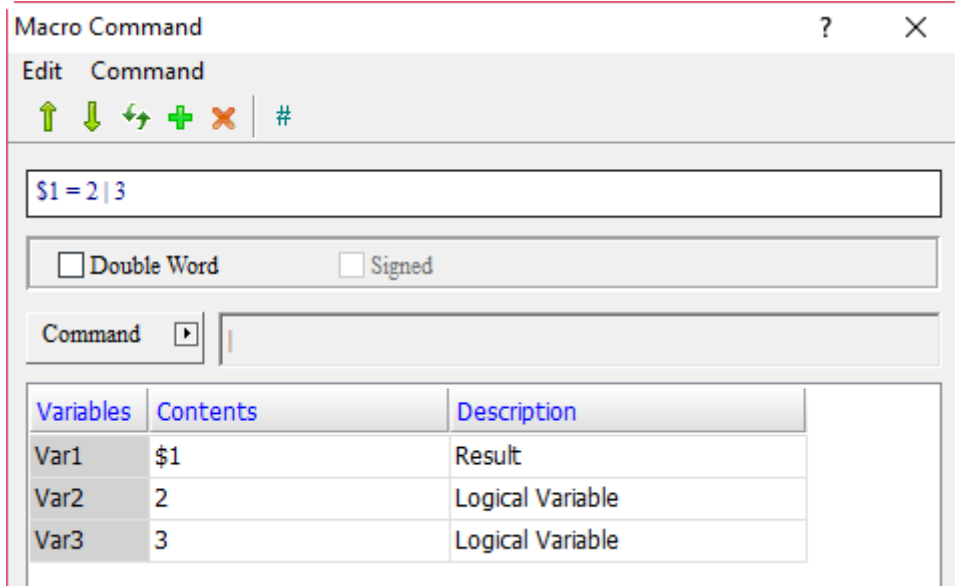 Macro Command ? ×
Edit Command
#
$1 = 2 | 3
Double Word Signed
Command |
Variables Contents Description
Var1 $1 Result
Var2 2 Logical Variable
Var3 3 Logical Variable